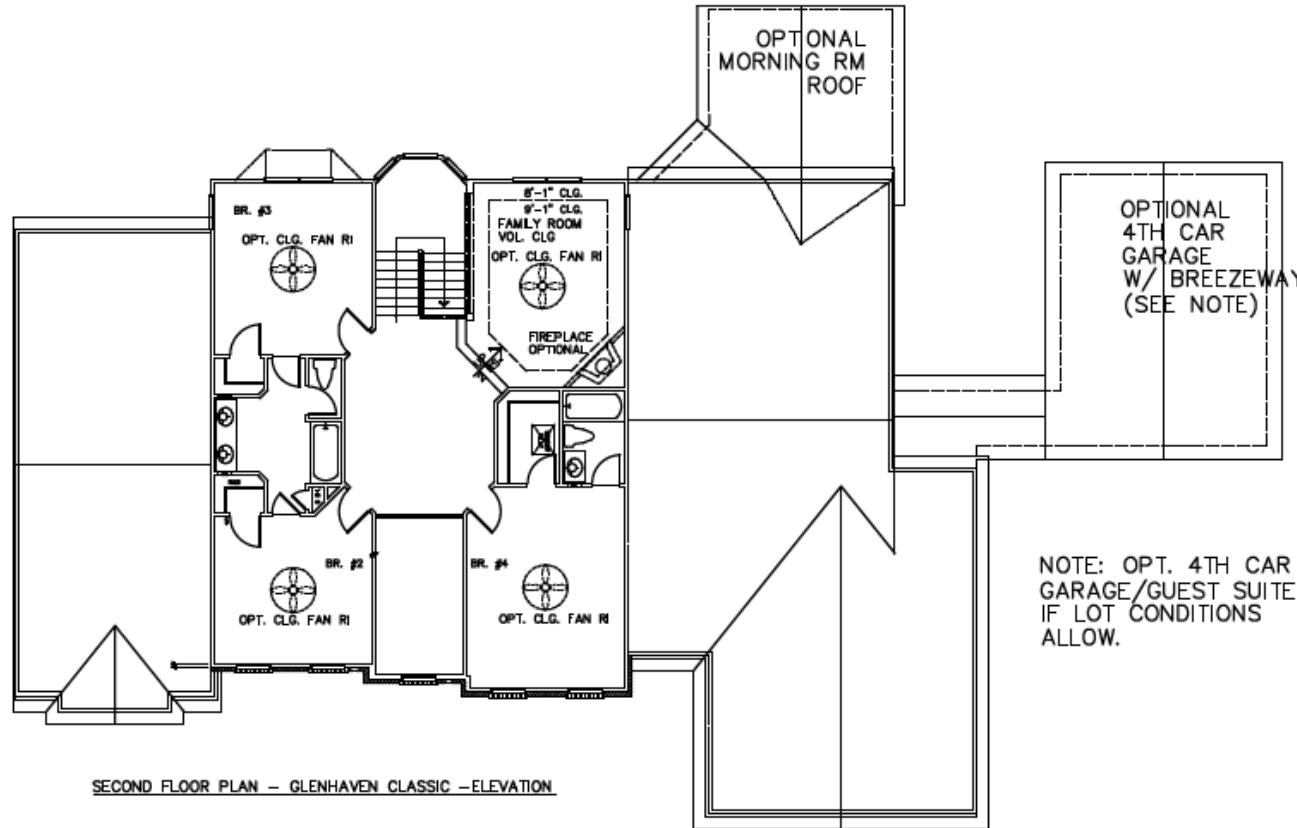 OPTIONAL
MORNING RM
ROOF
8'-1" CLG.
9'-1" CLG.
FAMILY ROOM
VOL. CLG
OPT. CLG. FAN RI
FIREPLACE
OPTIONAL
BR. #3
OPT. CLG. FAN RI
OPTIONAL
4TH CAR
GARAGE
W/ BREEZEWAY
(SEE NOTE)
BR. #2
OPT. CLG. FAN RI
BR. #4
OPT. CLG. FAN RI
NOTE: OPT. 4TH CAR
GARAGE/GUEST SUITE
IF LOT CONDITIONS
ALLOW.
SECOND FLOOR PLAN - GLENHAVEN CLASSIC -ELEVATION